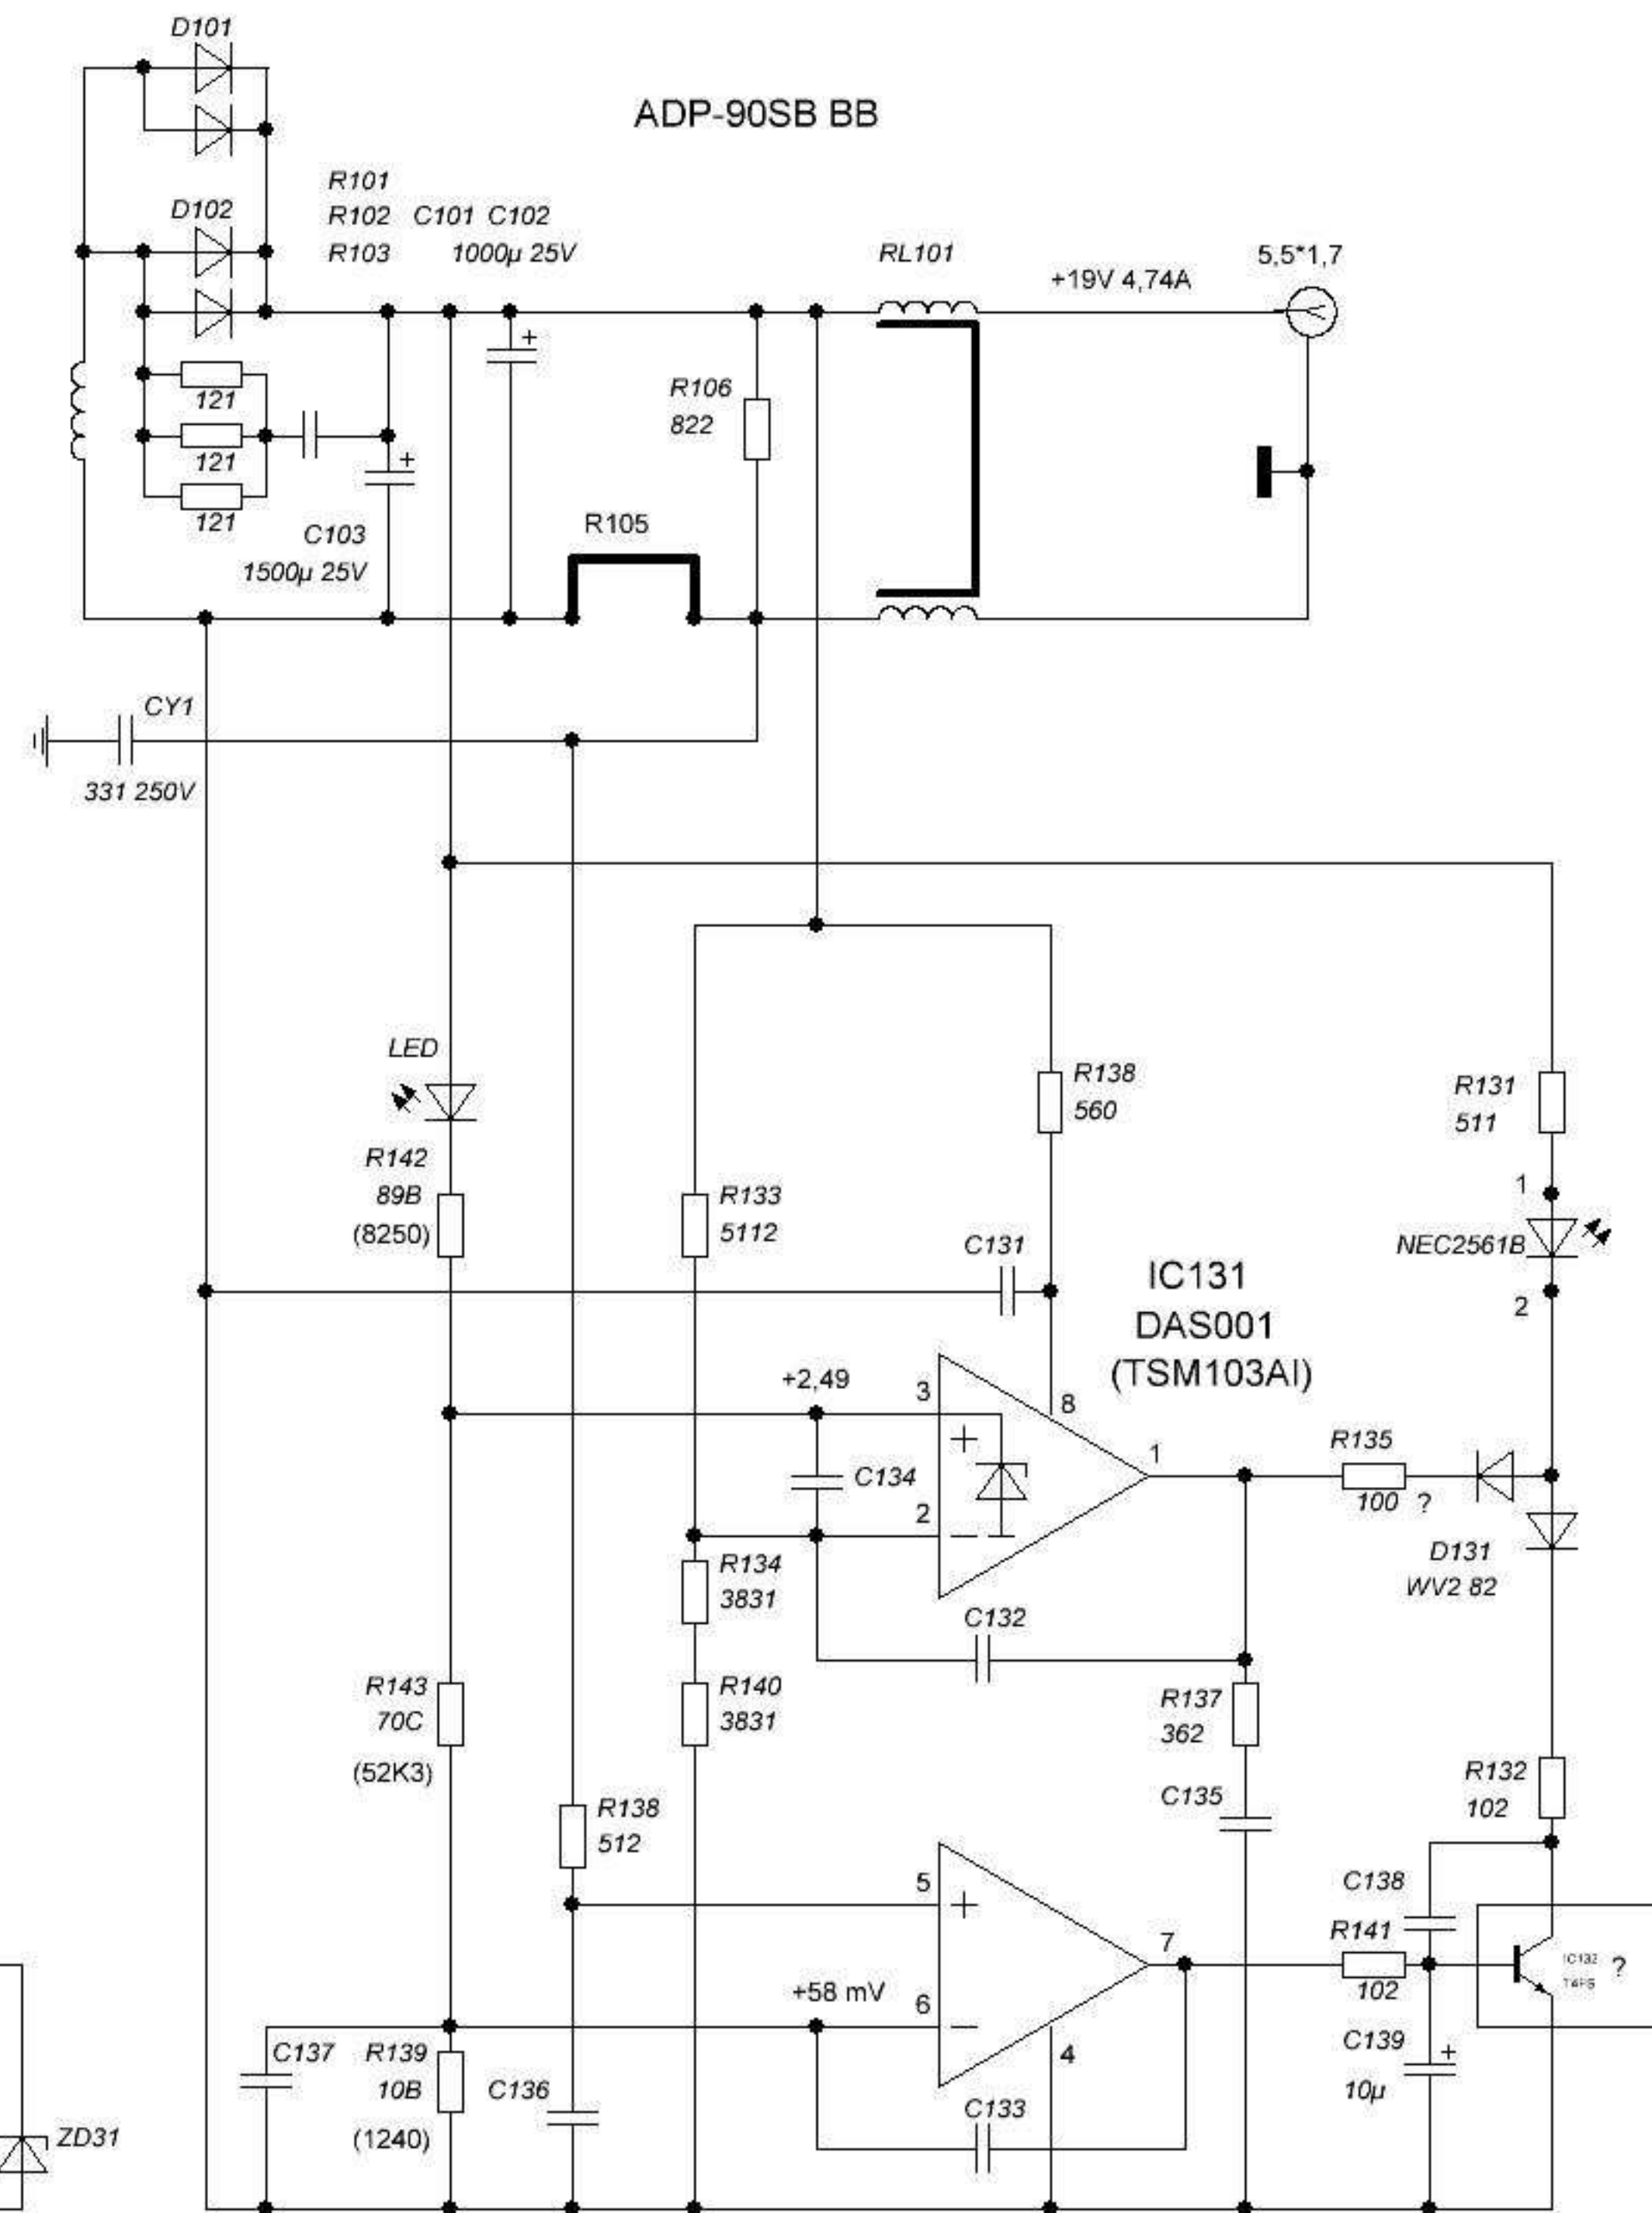 D101
ADP-90SB BB
R101
D102
R102 C101 C102
R103
1000µ 25V
RL101
+19V 4,74A
5,5*1,7
+
121
R106
822
121
+
121
C103
1500µ 25V
R105
CY1
331 250V
LED
R138
560
R131
511
R142
89B
(8250)
R133
5112
1
C131
NEC2561B
IC131
DAS001
(TSM103AI)
2
+2,49
3
8
+
C134
1
R135
100 ?
2
R134
3831
D131
WV2 82
C132
R143
70C
(52K3)
R140
3831
R137
362
C135
R132
102
R138
512
5
+
C138
R141
102
7
?
+58 mV
6
4
C137
R139
10B
(1240)
C136
C139
10µ
+
C133
ZD31